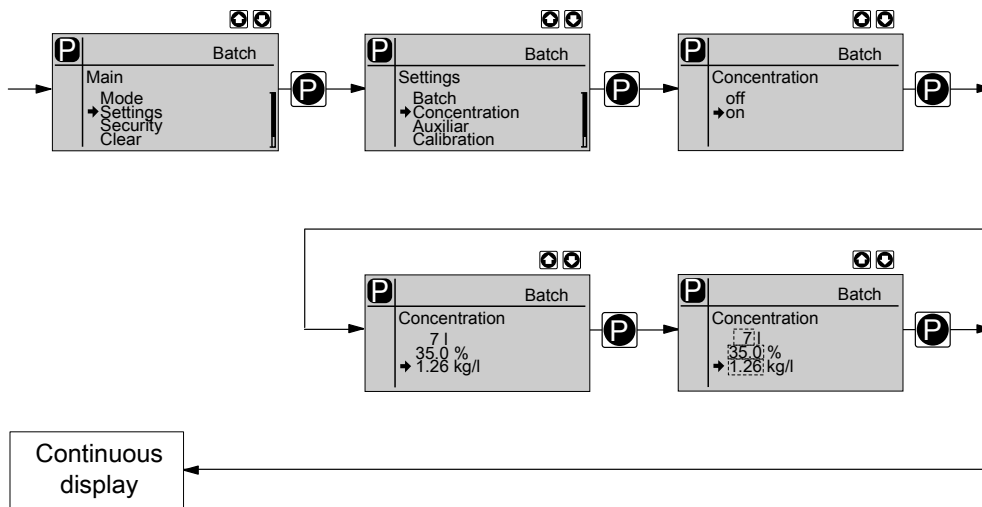 P
Batch
Main
Mode
Settings
Security
Clear
P
P
Batch
Settings
Batch
Concentration
Auxiliar
Calibration
P
P
Batch
Concentration
off
on
P
P
Batch
Concentration
7 l
35.0 %
1.26 kg/l
P
P
Batch
Concentration
7 l
35.0 %
1.26 kg/l
P
Continuous
display